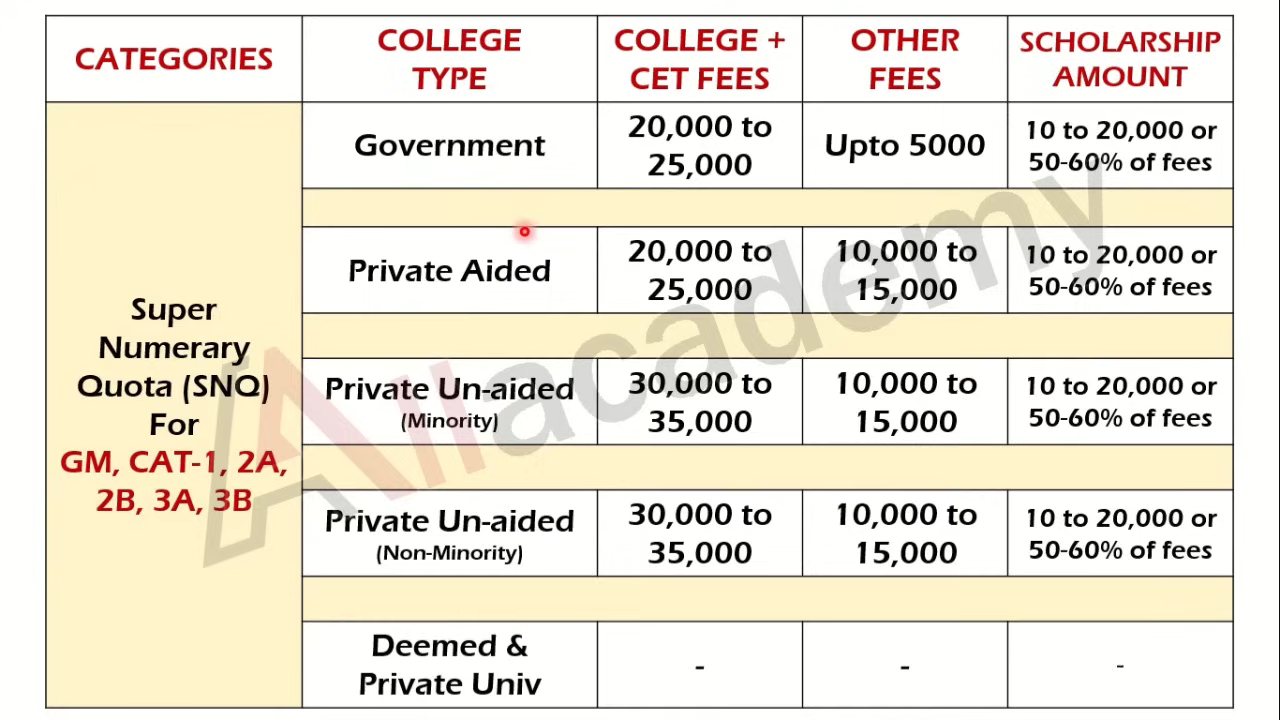 CATEGORIES
COLLEGE
TYPE
COLLEGE +
CET FEES
OTHER
FEES
SCHOLARSHIP
AMOUNT
Super
Numerary
Quota (SNQ)
For
GM, CAT-1, 2A,
2B, 3A, 3B
Government
20,000 to
25,000
Upto 5000
10 to 20,000 or
50-60% of fees
Private Aided
20,000 to
25,000
10,000 to
15,000
10 to 20,000 or
50-60% of fees
Private Un-aided
(Minority)
30,000 to
35,000
10,000 to
15,000
10 to 20,000 or
50-60% of fees
Private Un-aided
(Non-Minority)
30,000 to
35,000
10,000 to
15,000
10 to 20,000 or
50-60% of fees
Deemed &
Private Univ
-
-
-
Allacademy